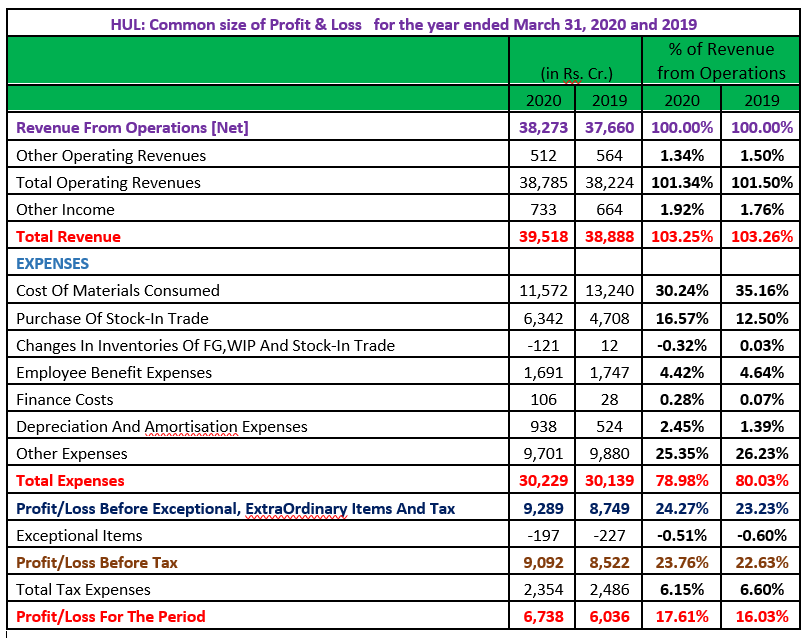 HUL: Common size of Profit & Loss for the year ended March 31, 2020 and 2019
(in Rs. Cr.) % of Revenue from Operations
2020 2019 2020 2019
Revenue From Operations [Net] 38,273 37,660 100.00% 100.00%
Other Operating Revenues 512 564 1.34% 1.50%
Total Operating Revenues 38,785 38,224 101.34% 101.50%
Other Income 733 664 1.92% 1.76%
Total Revenue 39,518 38,888 103.25% 103.26%
EXPENSES
Cost Of Materials Consumed 11,572 13,240 30.24% 35.16%
Purchase Of Stock-In Trade 6,342 4,708 16.57% 12.50%
Changes In Inventories Of FG,WIP And Stock-In Trade -121 12 -0.32% 0.03%
Employee Benefit Expenses 1,691 1,747 4.42% 4.64%
Finance Costs 106 28 0.28% 0.07%
Depreciation And Amortisation Expenses 938 524 2.45% 1.39%
Other Expenses 9,701 9,880 25.35% 26.23%
Total Expenses 30,229 30,139 78.98% 80.03%
Profit/Loss Before Exceptional, ExtraOrdinary Items And Tax 9,289 8,749 24.27% 23.23%
Exceptional Items -197 -227 -0.51% -0.60%
Profit/Loss Before Tax 9,092 8,522 23.76% 22.63%
Total Tax Expenses 2,354 2,486 6.15% 6.60%
Profit/Loss For The Period 6,738 6,036 17.61% 16.03%